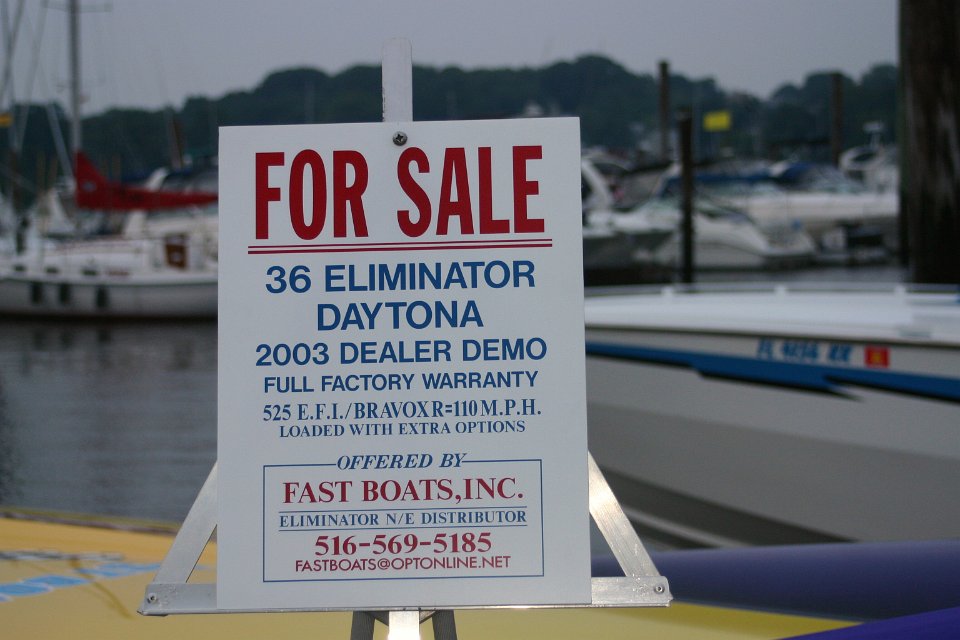 FOR SALE
36 ELIMINATOR
DAYTONA
2003 DEALER DEMO
FULL FACTORY WARRANTY
525 E.F.I./BRAVOXR=110 M.P.H.
LOADED WITH EXTRA OPTIONS
OFFERED BY
FAST BOATS, INC.
ELIMINATOR N/E DISTRIBUTOR
516-569-5185
FASTBOATS@OPTONLINE.NET